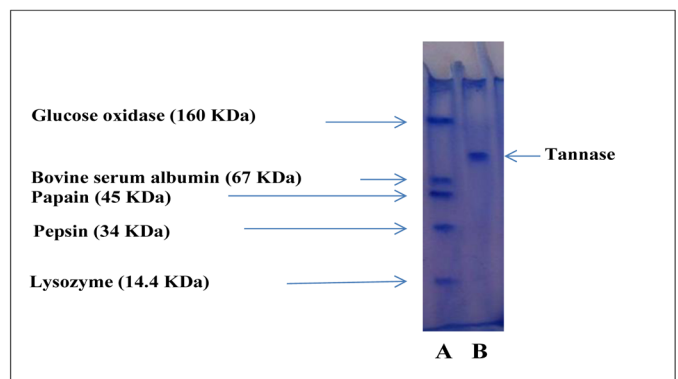 Glucose oxidase (160 KDa)
Tannase
Bovine serum albumin (67 KDa)
Papain (45 KDa)
Pepsin (34 KDa)
Lysozyme (14.4 KDa)
A B